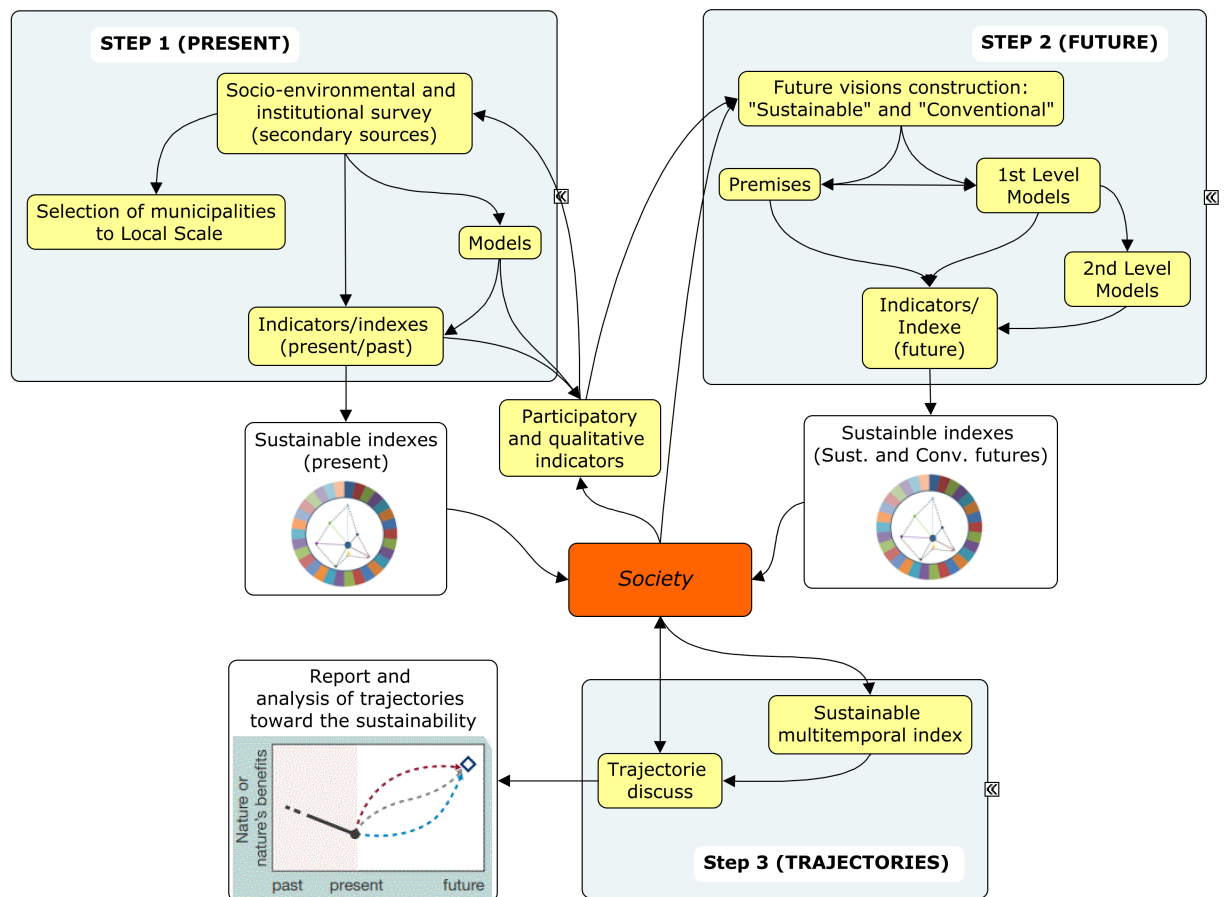 STEP 1 (PRESENT)
Socio-environmental and
institutional survey
(secondary sources)
Selection of municipalities
to Local Scale
Models
Indicators/indexes
(present/past)
STEP 2 (FUTURE)
Future visions construction:
"Sustainable" and "Conventional"
Premises
1st Level
Models
2nd Level
Models
Indicators/
Indexe
(future)
Participatory
and qualitative
indicators
Sustainable indexes
(present)
Sustainble indexes
(Sust. and Conv. futures)
Society
Report and
analysis of trajectories
toward the sustainability
Nature or
nature's benefits
past present future
Sustainable
multitemporal index
Trajectorie
discuss
Step 3 (TRAJECTORIES)